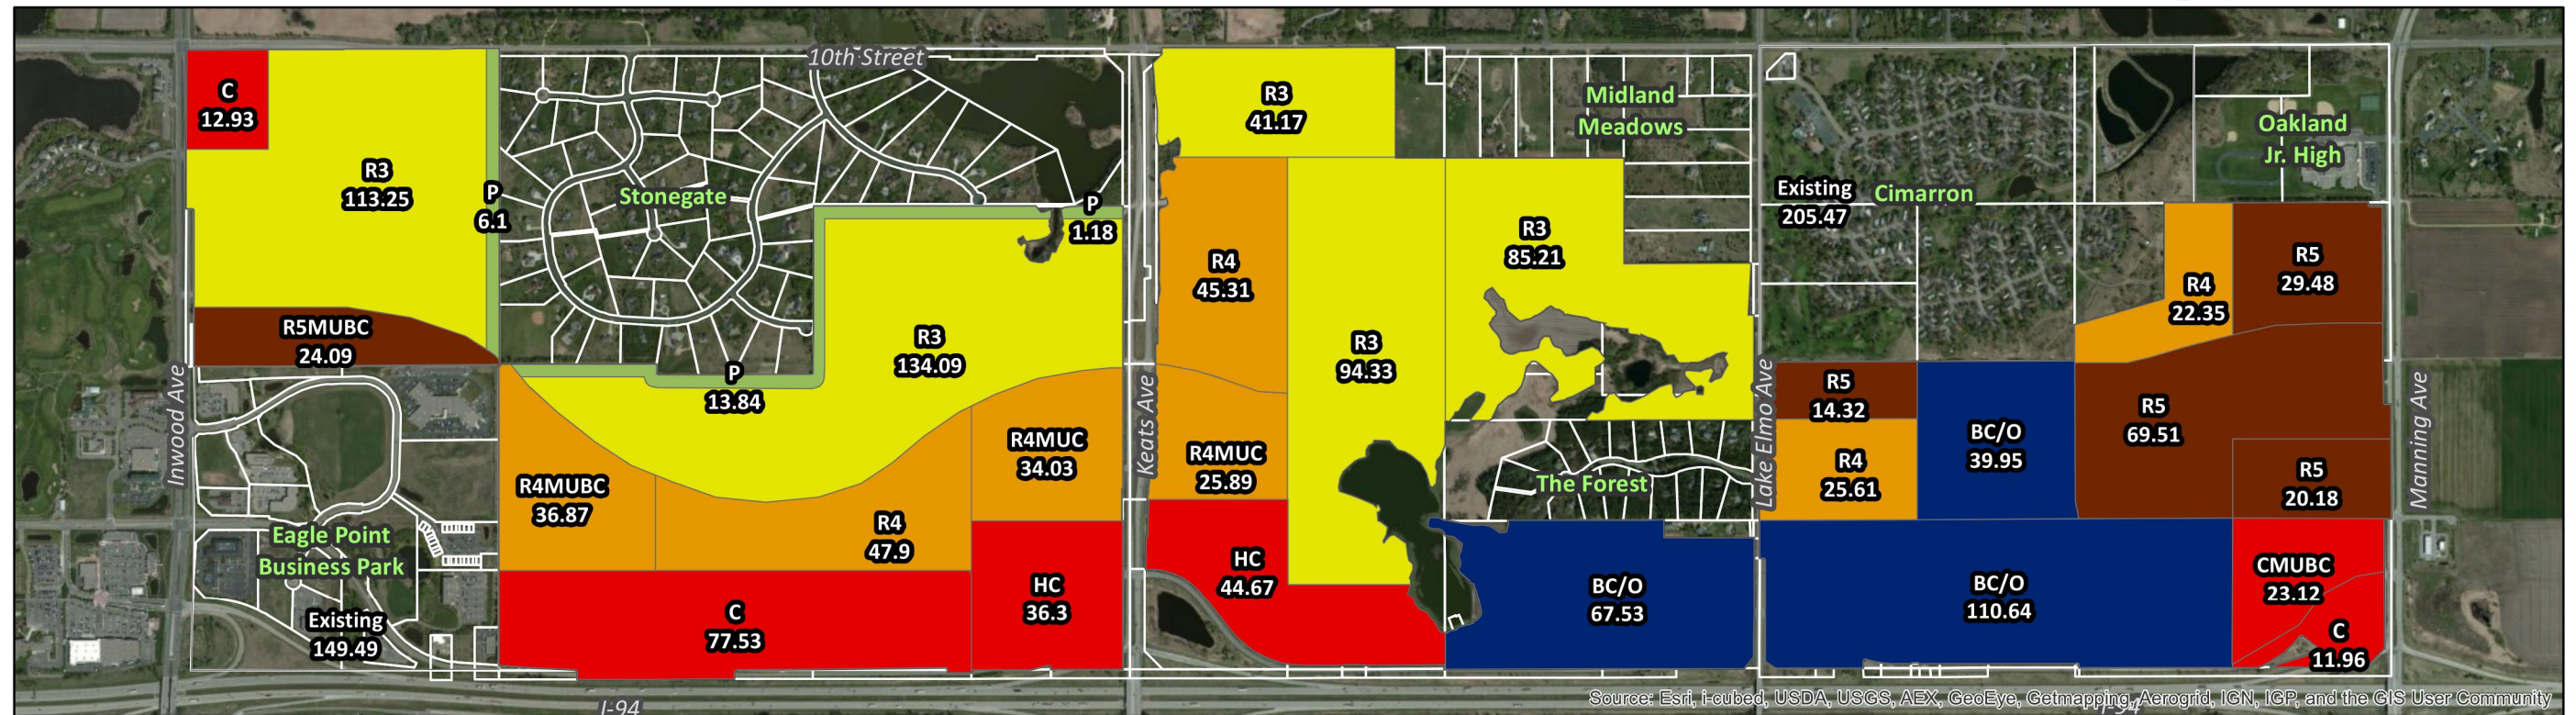 10th Street
C
12.93
R3
113.25
P
6.1
Stonegate
P
1.18
R3
41.17
Midland
Meadows
Oakland
Jr. High
Existing
205.47
Cimarron
R5MUBC
24.09
R3
134.09
P
13.84
R4
45.31
R3
85.21
R3
94.33
R4
22.35
R5
29.48
Inwood Ave
Keats Ave
Lake Elmo Ave
Manning Ave
R4MUBC
36.87
R4
47.9
R4MUC
34.03
R4MUC
25.89
The Forest
R5
14.32
R4
25.61
BC/O
39.95
R5
69.51
R5
20.18
Eagle Point
Business Park
Existing
149.49
C
77.53
HC
36.3
HC
44.67
BC/O
67.53
BC/O
110.64
CMUBC
23.12
C
11.96
Source: Esri, i-cubed, USDA, USGS, AEX, GeoEye, Getmapping, Aerogrid, IGN, IGP, and the GIS User Community
I-94
I-94